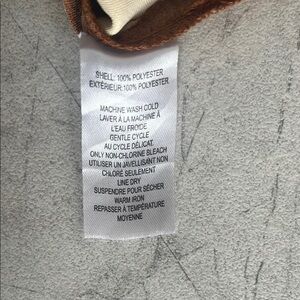 SHELL: 100% POLYESTER
EXTÉRIEUR:100% POLYESTER
MACHINE WASH COLD
LAVER À LA MACHINE À
L'EAU FROIDE
GENTLE CYCLE
AU CYCLE DÉLICAT.
ONLY NON-CHLORINE BLEACH
UTILISER UN JAVELLISANT NON
CHLORÉ SEULEMENT
LINE DRY
SUSPENDRE POUR SÉCHER
WARM IRON
REPASSER À TEMPÉRATURE
MOYENNE